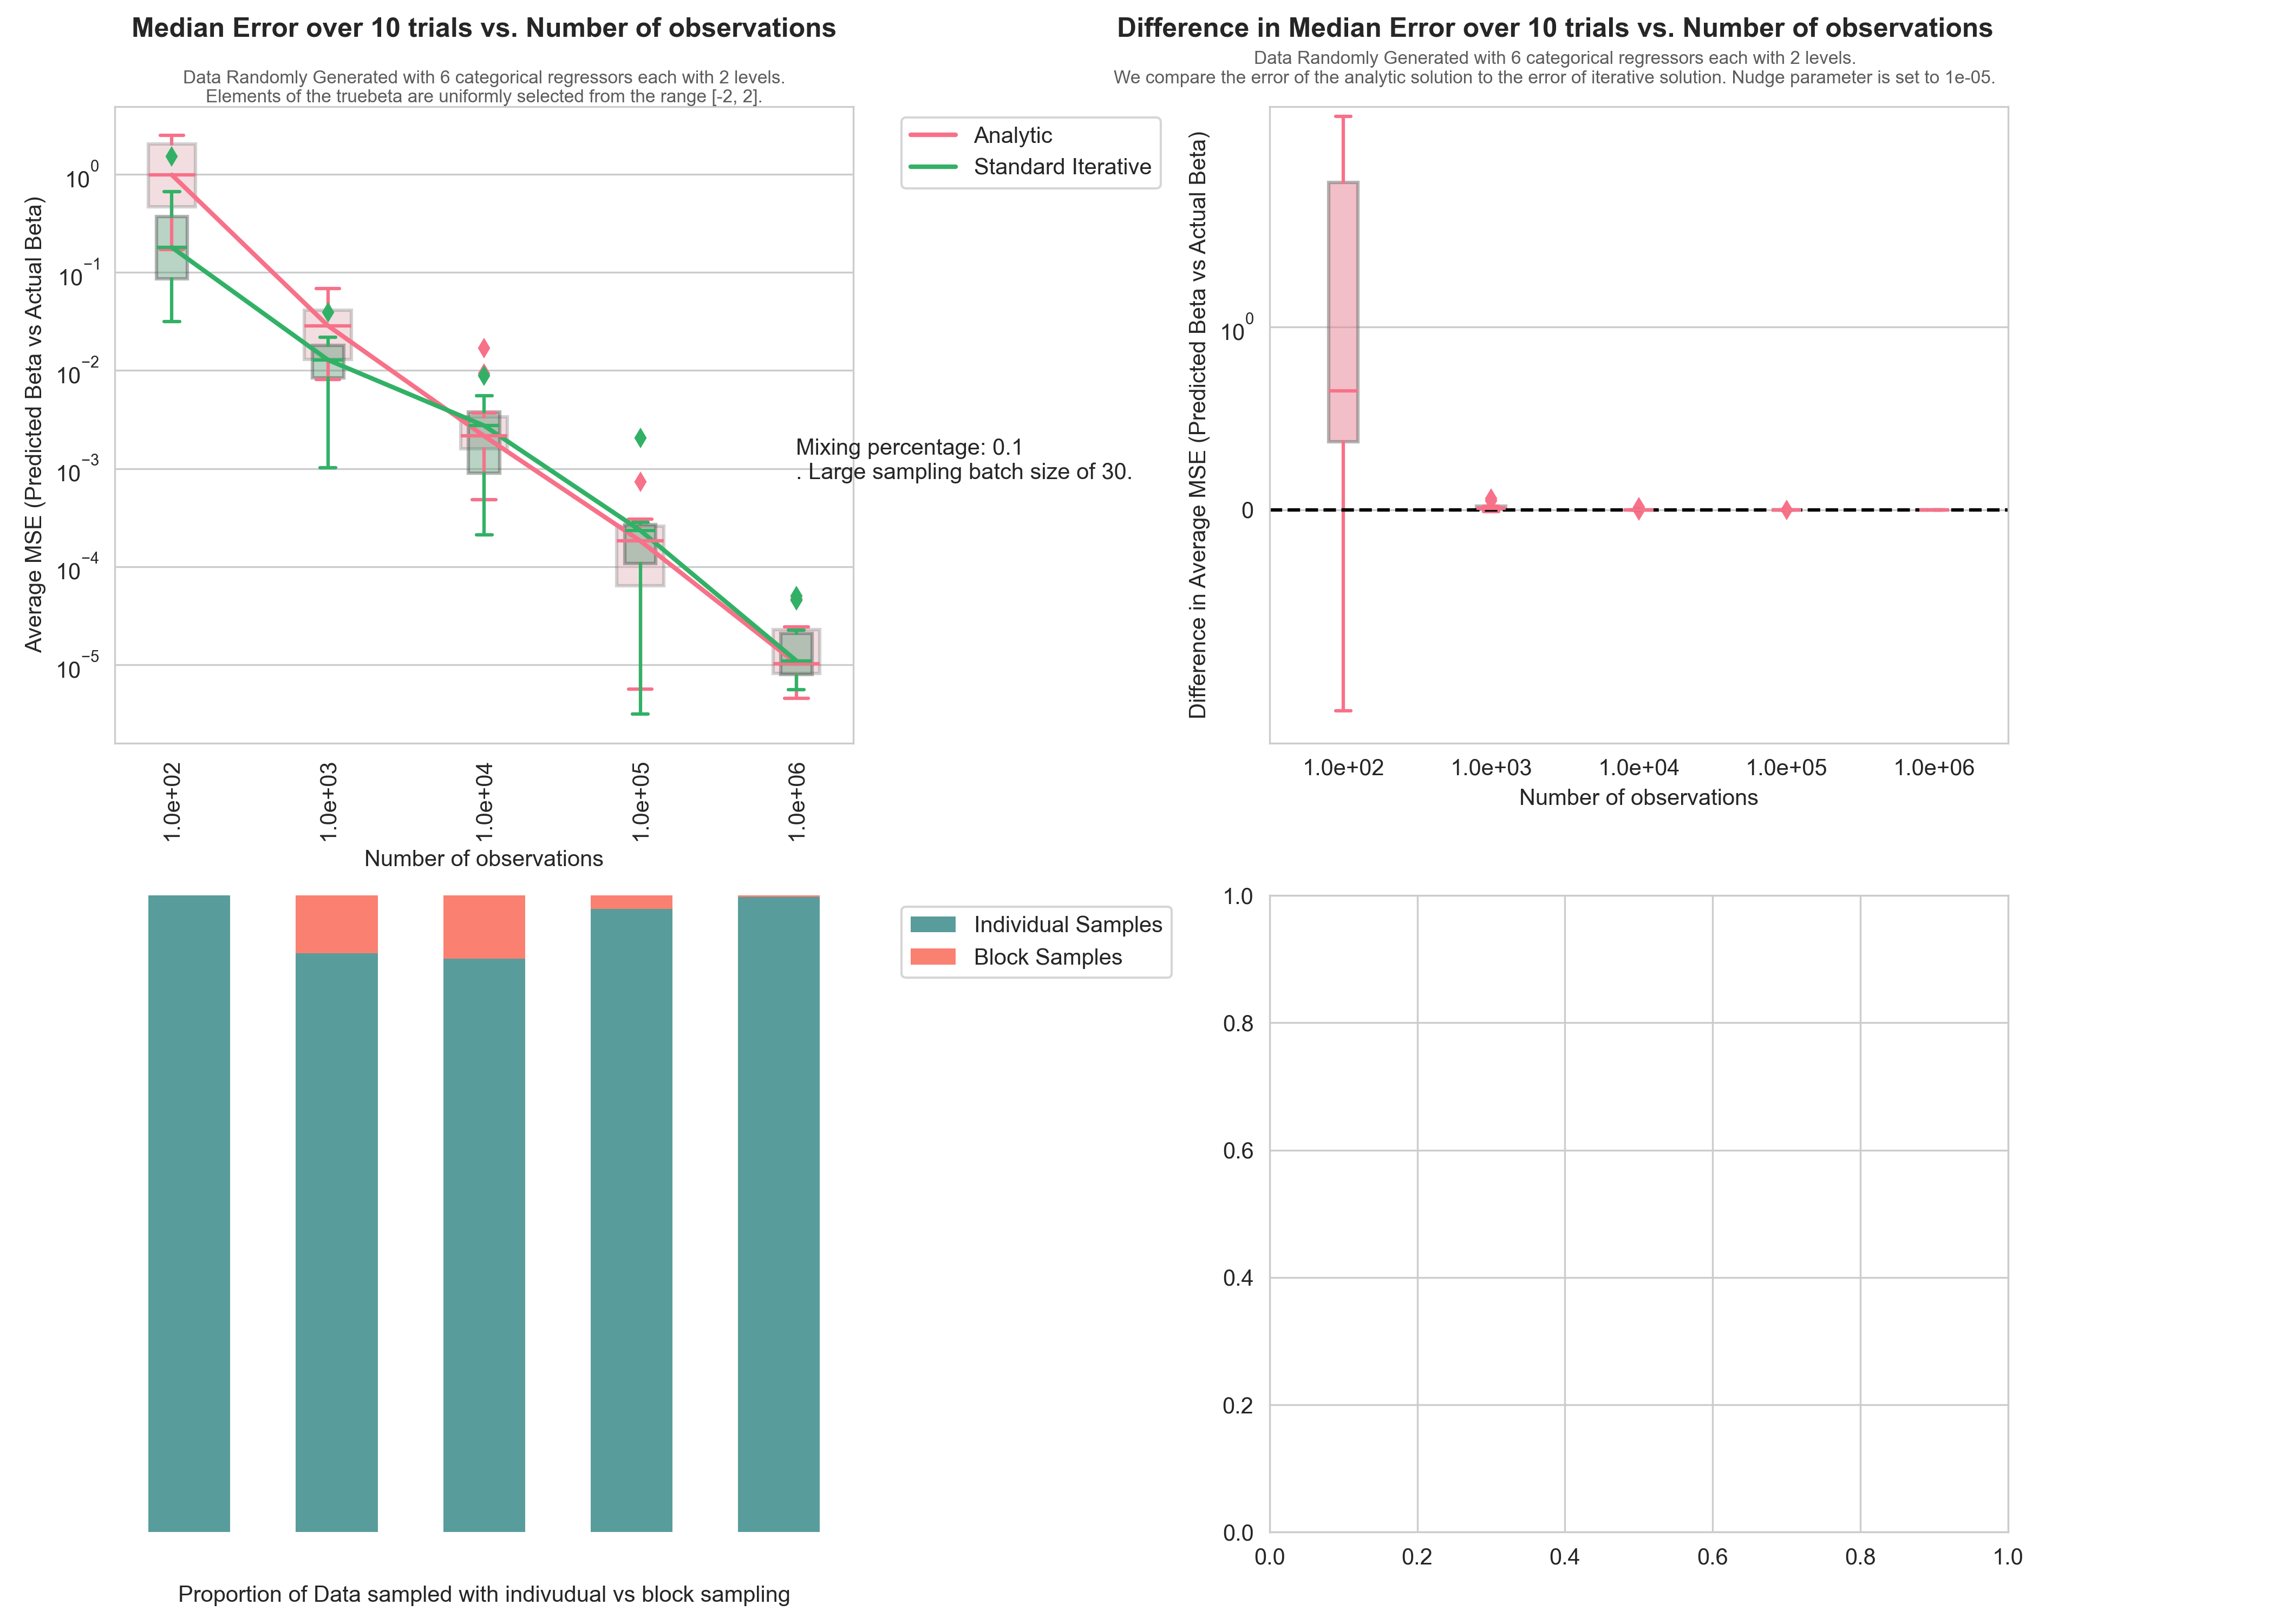 Median Error over 10 trials vs. Number of observations
Data Randomly Generated with 6 categorical regressors each with 2 levels.
Elements of the truebeta are uniformly selected from the range [-2, 2].
Average MSE (Predicted Beta vs Actual Beta)
10^0
10^−1
10^−2
10^−3
10^−4
10^−5
1.0e+02
1.0e+03
1.0e+04
1.0e+05
1.0e+06
Number of observations
Analytic
Standard Iterative
Mixing percentage: 0.1
. Large sampling batch size of 30.
Difference in Median Error over 10 trials vs. Number of observations
Data Randomly Generated with 6 categorical regressors each with 2 levels.
We compare the error of the analytic solution to the error of iterative solution. Nudge parameter is set to 1e-05.
Difference in Average MSE (Predicted Beta vs Actual Beta)
10^0
0
1.0e+02
1.0e+03
1.0e+04
1.0e+05
1.0e+06
Number of observations
Individual Samples
Block Samples
Proportion of Data sampled with indivudual vs block sampling
1.0
0.8
0.6
0.4
0.2
0.0
0.0
0.2
0.4
0.6
0.8
1.0